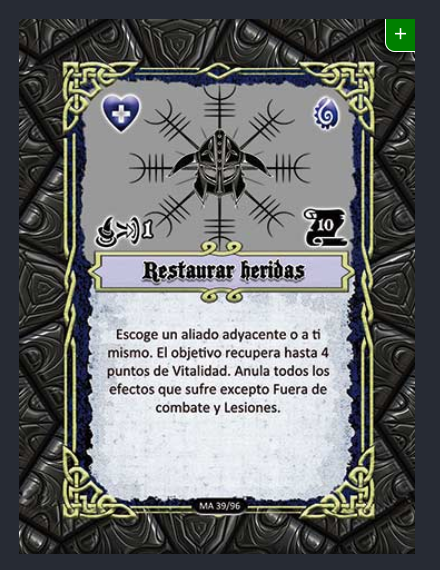 +
1
10
Restaurar heridas
Escoge un aliado adyacente o a ti
mismo. El objetivo recupera hasta 4
puntos de Vitalidad. Anula todos los
efectos que sufre excepto Fuera de
combate y Lesiones.
MA 39/96